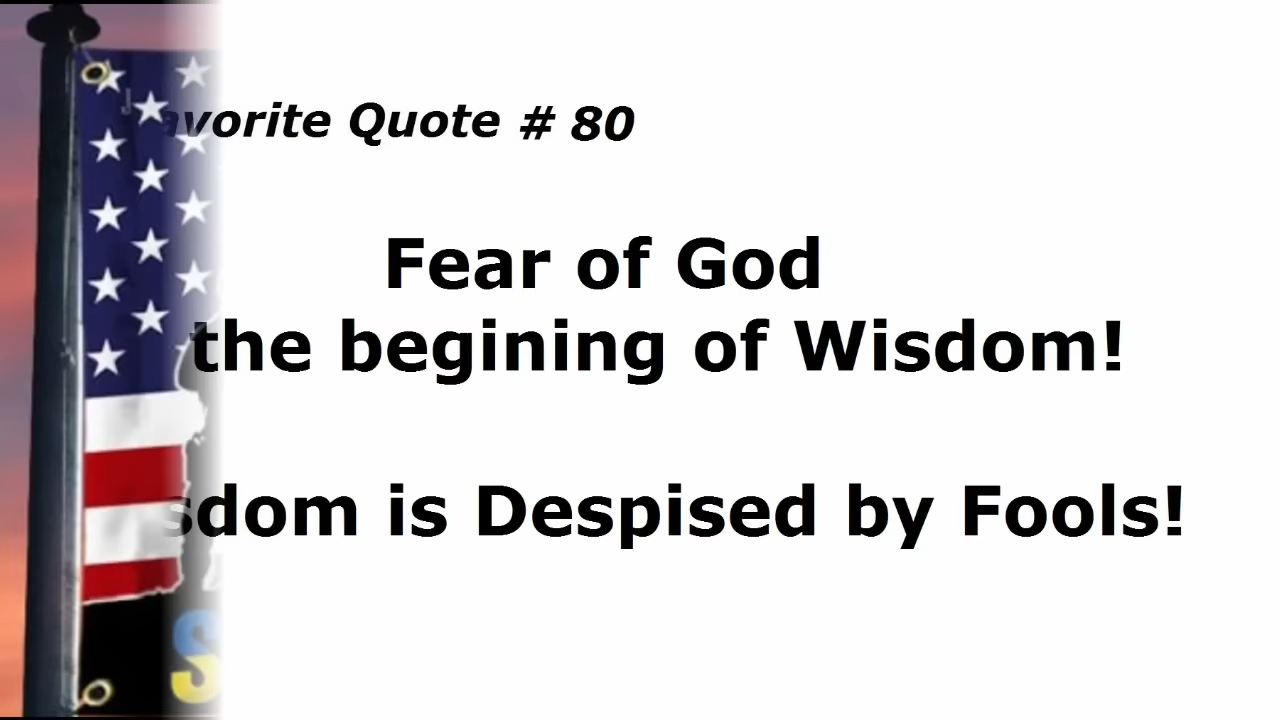 avorite Quote # 80
Fear of God
the begining of Wisdom!
sdom is Despised by Fools!
S